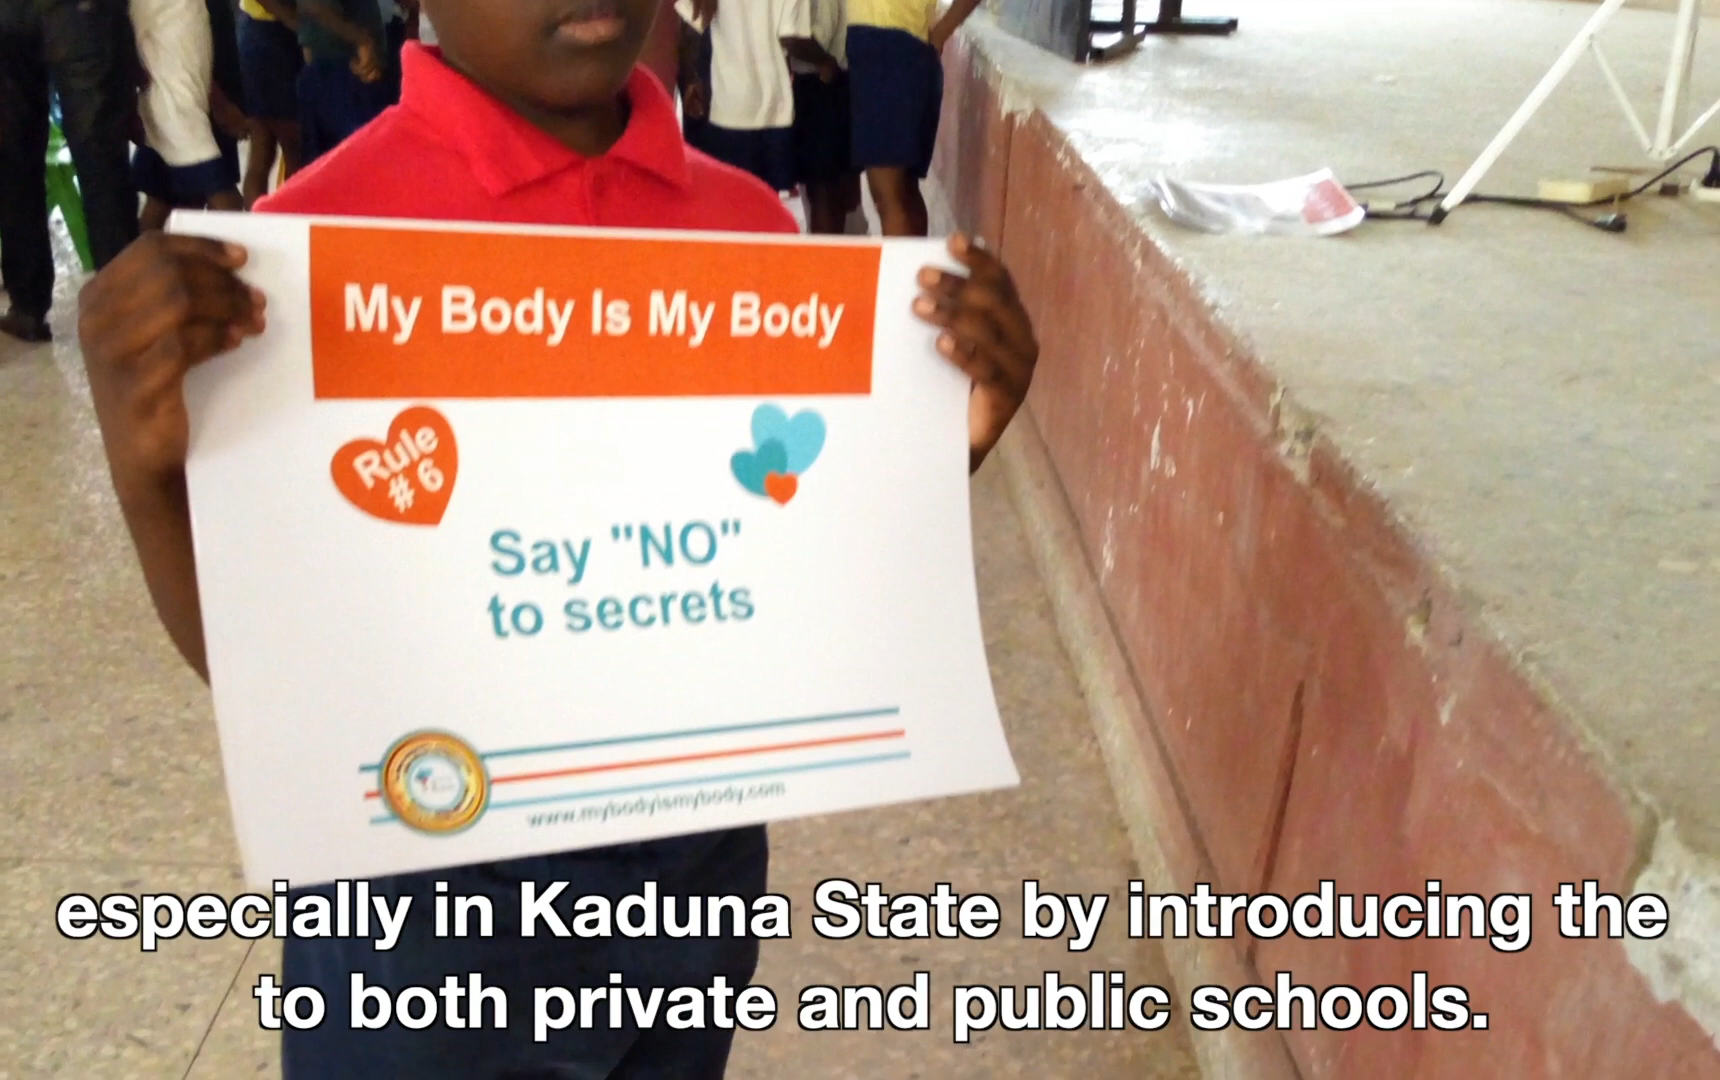 My Body Is My Body
Rule
# 6
Say "NO"
to secrets
www.mybodyismybody.com
especially in Kaduna State by introducing the
to both private and public schools.